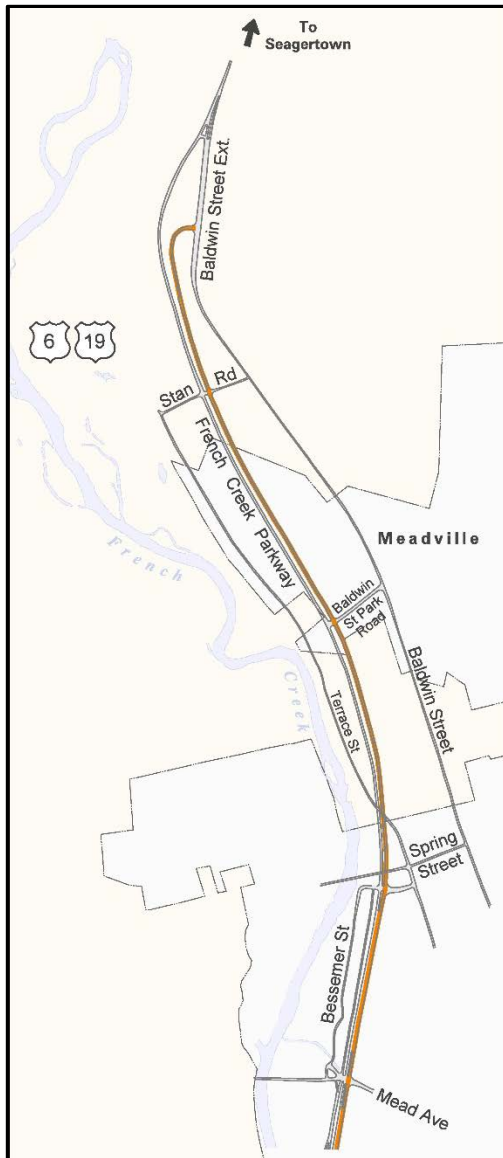 To
Seagertown
Baldwin Street Ext.
6
19
Stan Rd
French Creek Parkway
Meadville
French Creek
Baldwin
St Park
Road
Terrace St
Baldwin Street
Spring
Street
Bessemer St
Mead Ave